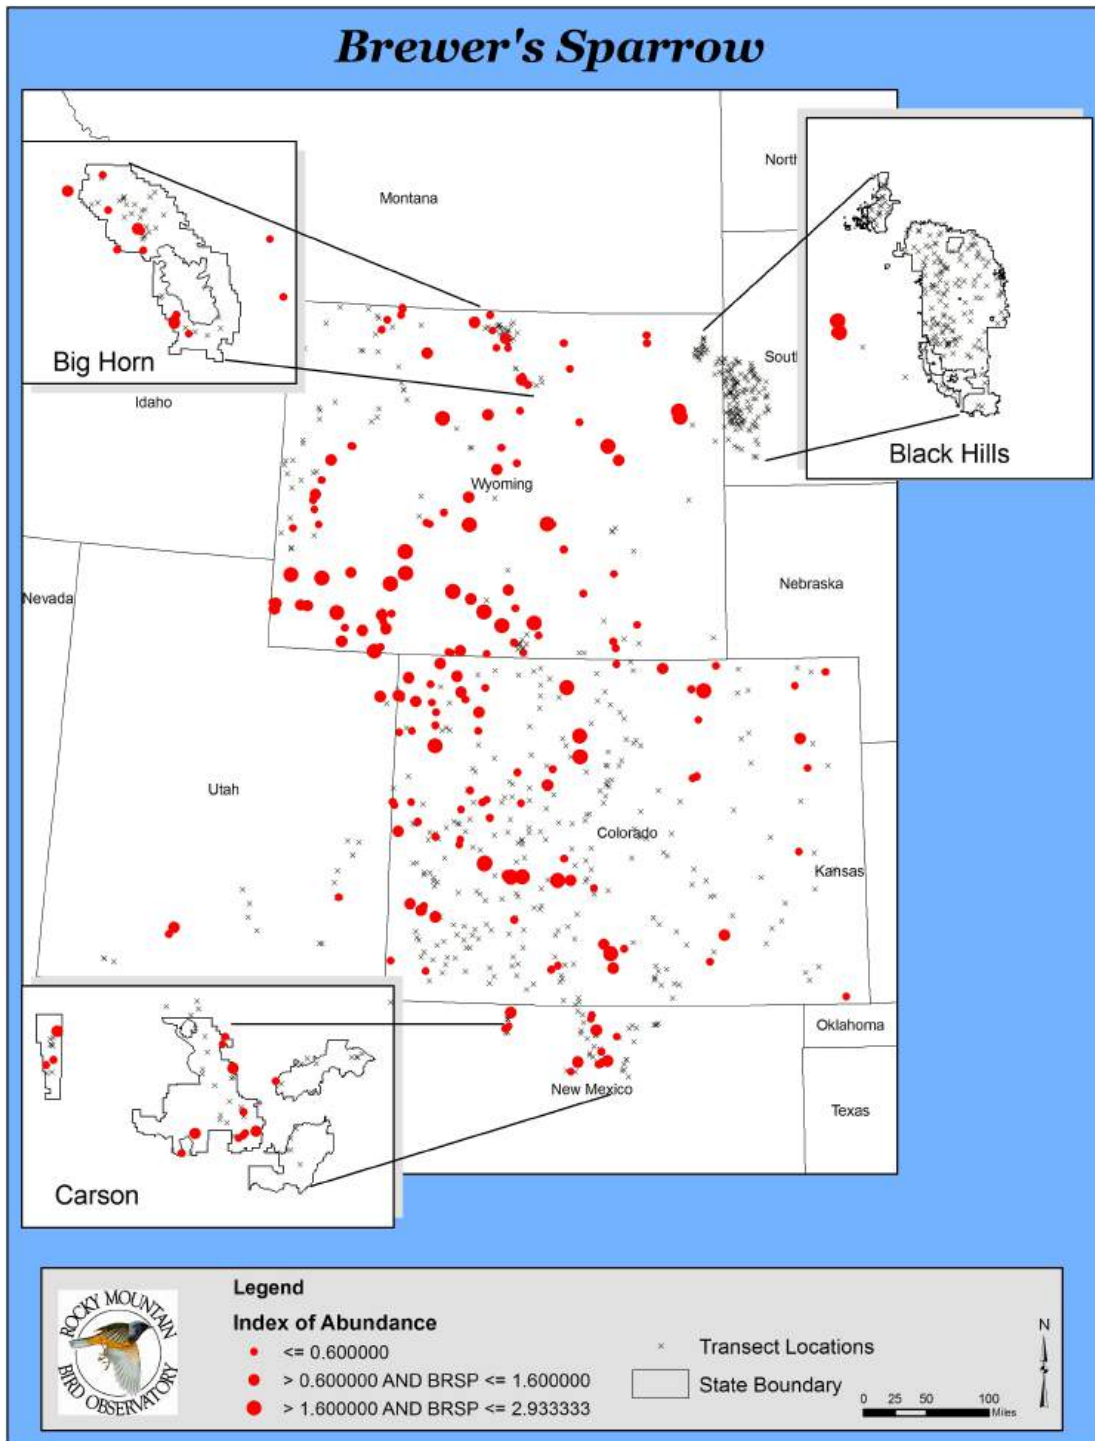 Brewer's Sparrow
Montana
North
Big Horn
Idaho
South
Black Hills
Wyoming
Nevada
Nebraska
Utah
Colorado
Kansas
Oklahoma
New Mexico
Texas
Carson
Legend
Index of Abundance
<= 0.600000
> 0.600000 AND BRSP <= 1.600000
> 1.600000 AND BRSP <= 2.933333
ROCKY MOUNTAIN
BIRD OBSERVATORY
× Transect Locations
State Boundary
N
0 25 50 100
Miles